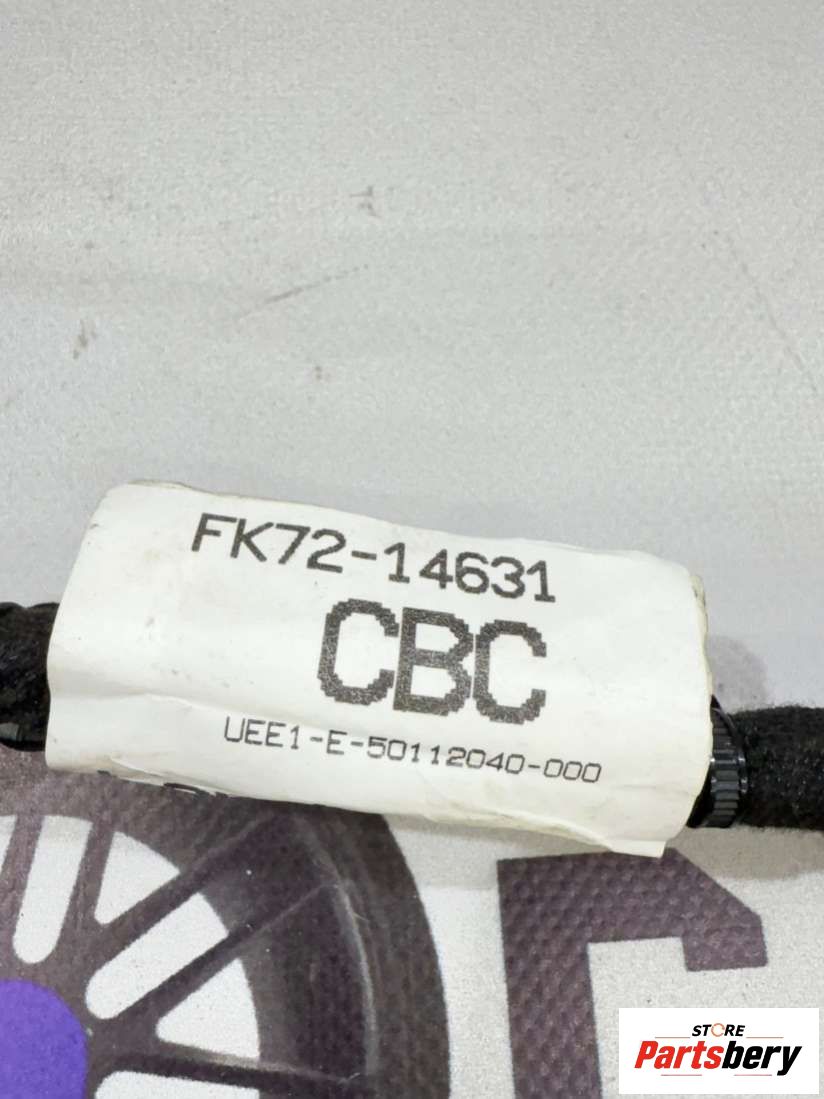 FK72-14631
CBC
UEE1-E-50112040-000
STORE
Partsbery